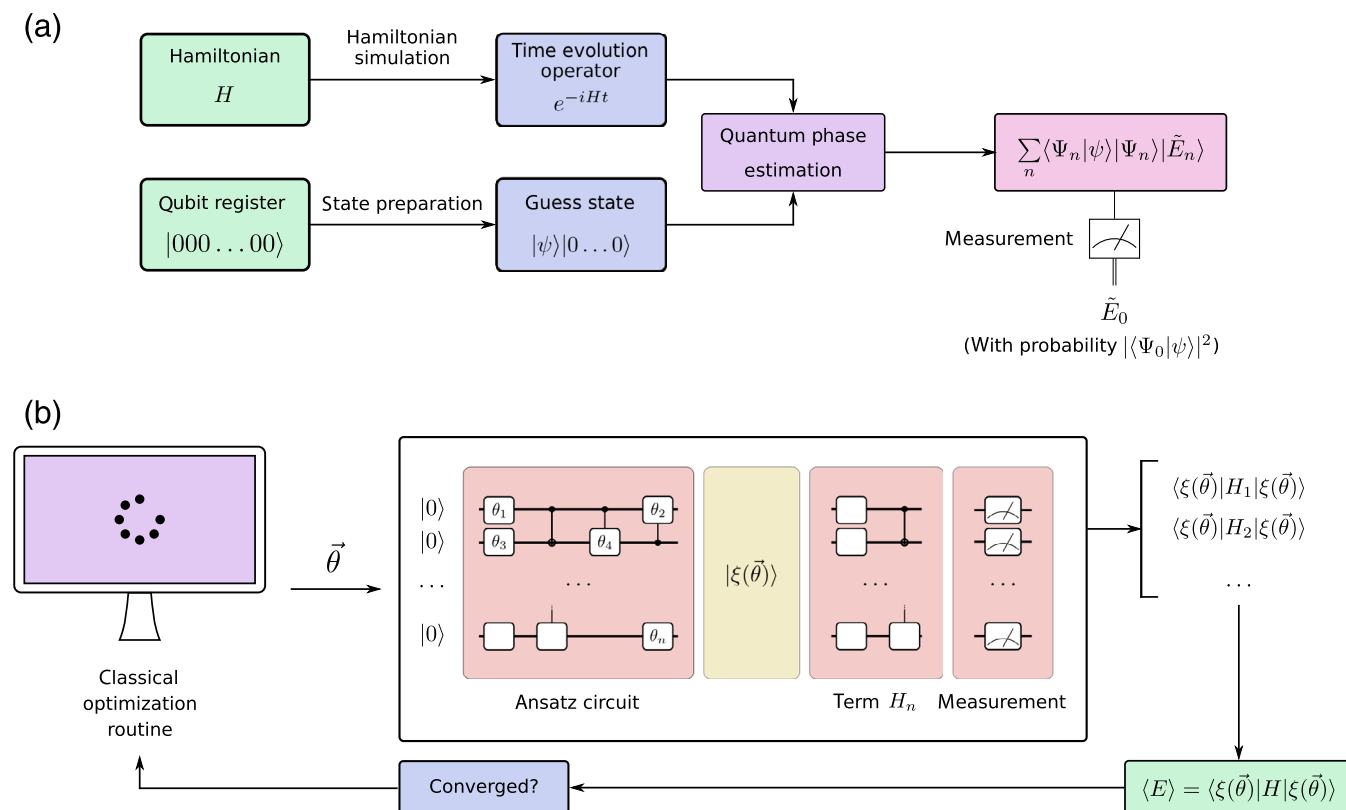 (a)
Hamiltonian
H
Hamiltonian
simulation
Time evolution
operator
e^{-iHt}
Quantum phase
estimation
∑_n ⟨Ψ_n|ψ⟩|Ψ_n⟩|Ẽ_n⟩
Qubit register
|000 . . . 00⟩
State preparation
Guess state
|ψ⟩|0 . . . 0⟩
Measurement
Ẽ_0
(With probability |⟨Ψ_0|ψ⟩|^2)
(b)
Classical
optimization
routine
θ⃗
|0⟩
|0⟩
. . .
|0⟩
θ_1
θ_2
θ_3
θ_4
. . .
θ_n
Ansatz circuit
|ξ(θ⃗)⟩
. . .
Term H_n
. . .
Measurement
⟨ξ(θ⃗)|H_1|ξ(θ⃗)⟩
⟨ξ(θ⃗)|H_2|ξ(θ⃗)⟩
. . .
⟨E⟩ = ⟨ξ(θ⃗)|H|ξ(θ⃗)⟩
Converged?